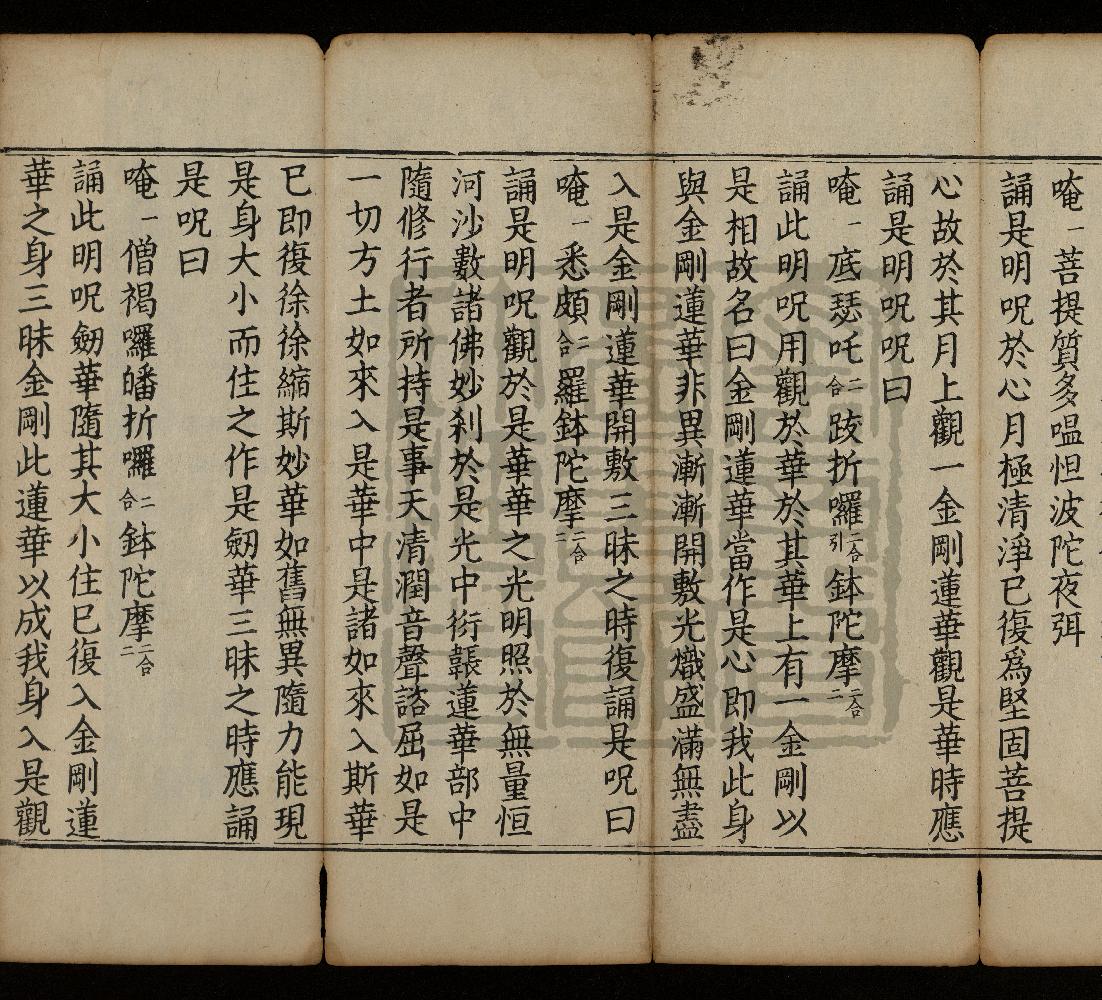 唵一菩提質多嗢怛波陀夜弭
誦是明呪於心月極清淨已復爲堅固菩提
心故於其月上觀一金剛蓮華觀是華時應
誦是明呪呪曰
唵一底瑟吒二合跋折囉二合引鉢陀摩二合二
誦此明呪用觀於華於其華上有一金剛以
是相故名曰金剛蓮華當作是心即我此身
與金剛蓮華非異漸漸開敷光熾盛滿無盡
入是金剛蓮華開敷三昧之時復誦是呪曰
唵一悉頗二合羅鉢陀摩二合二
誦是明呪觀於是華華之光明照於無量恒
河沙數諸佛妙刹於是光中衒韔蓮華部中
隨修行者所持是事天清潤音聲諮屈如是
一切方土如來入是華中是諸如來入斯華
已即復徐徐縮斯妙華如舊無異隨力能現
是身大小而住之作是劒華三昧之時應誦
是呪曰
唵一僧褐囉皤折囉二合鉢陀摩二合二
誦此明呪劒華隨其大小住已復入金剛蓮
華之身三昧金剛此蓮華以成我身入是觀